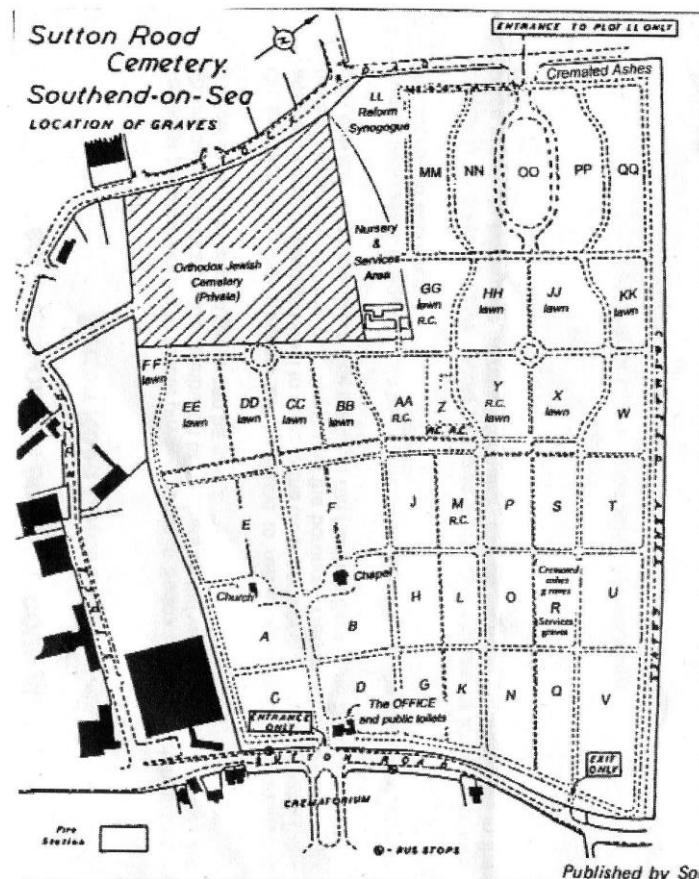 Sutton Road
Cemetery.
Southend-on-Sea
LOCATION OF GRAVES
ENTRANCE TO PLOT LL ONLY
Cremated Ashes
LL
Reform
Synagogue
MM
NN
OO
PP
QQ
Nursery
&
Services
Area
Orthodox Jewish
Cemetery
(Private)
GG
lawn
R.C.
HH
lawn
JJ
lawn
KK
lawn
FF
lawn
EE
lawn
DD
lawn
CC
lawn
BB
lawn
AA
R.C.
Z
R.C. R.C.
Y
R.C.
lawn
X
lawn
W
E
F
J
M
R.C.
P
S
T
Church
Chapel
H
L
O
Cremated
ashes
graves
R
Services
graves
U
A
B
C
D
G
K
N
Q
V
The OFFICE
and public toilets
ENTRANCE
ONLY
EXIT
ONLY
SUTTON ROAD
CREMATORIUM
Fire
Station
- BUS STOPS
Published by So